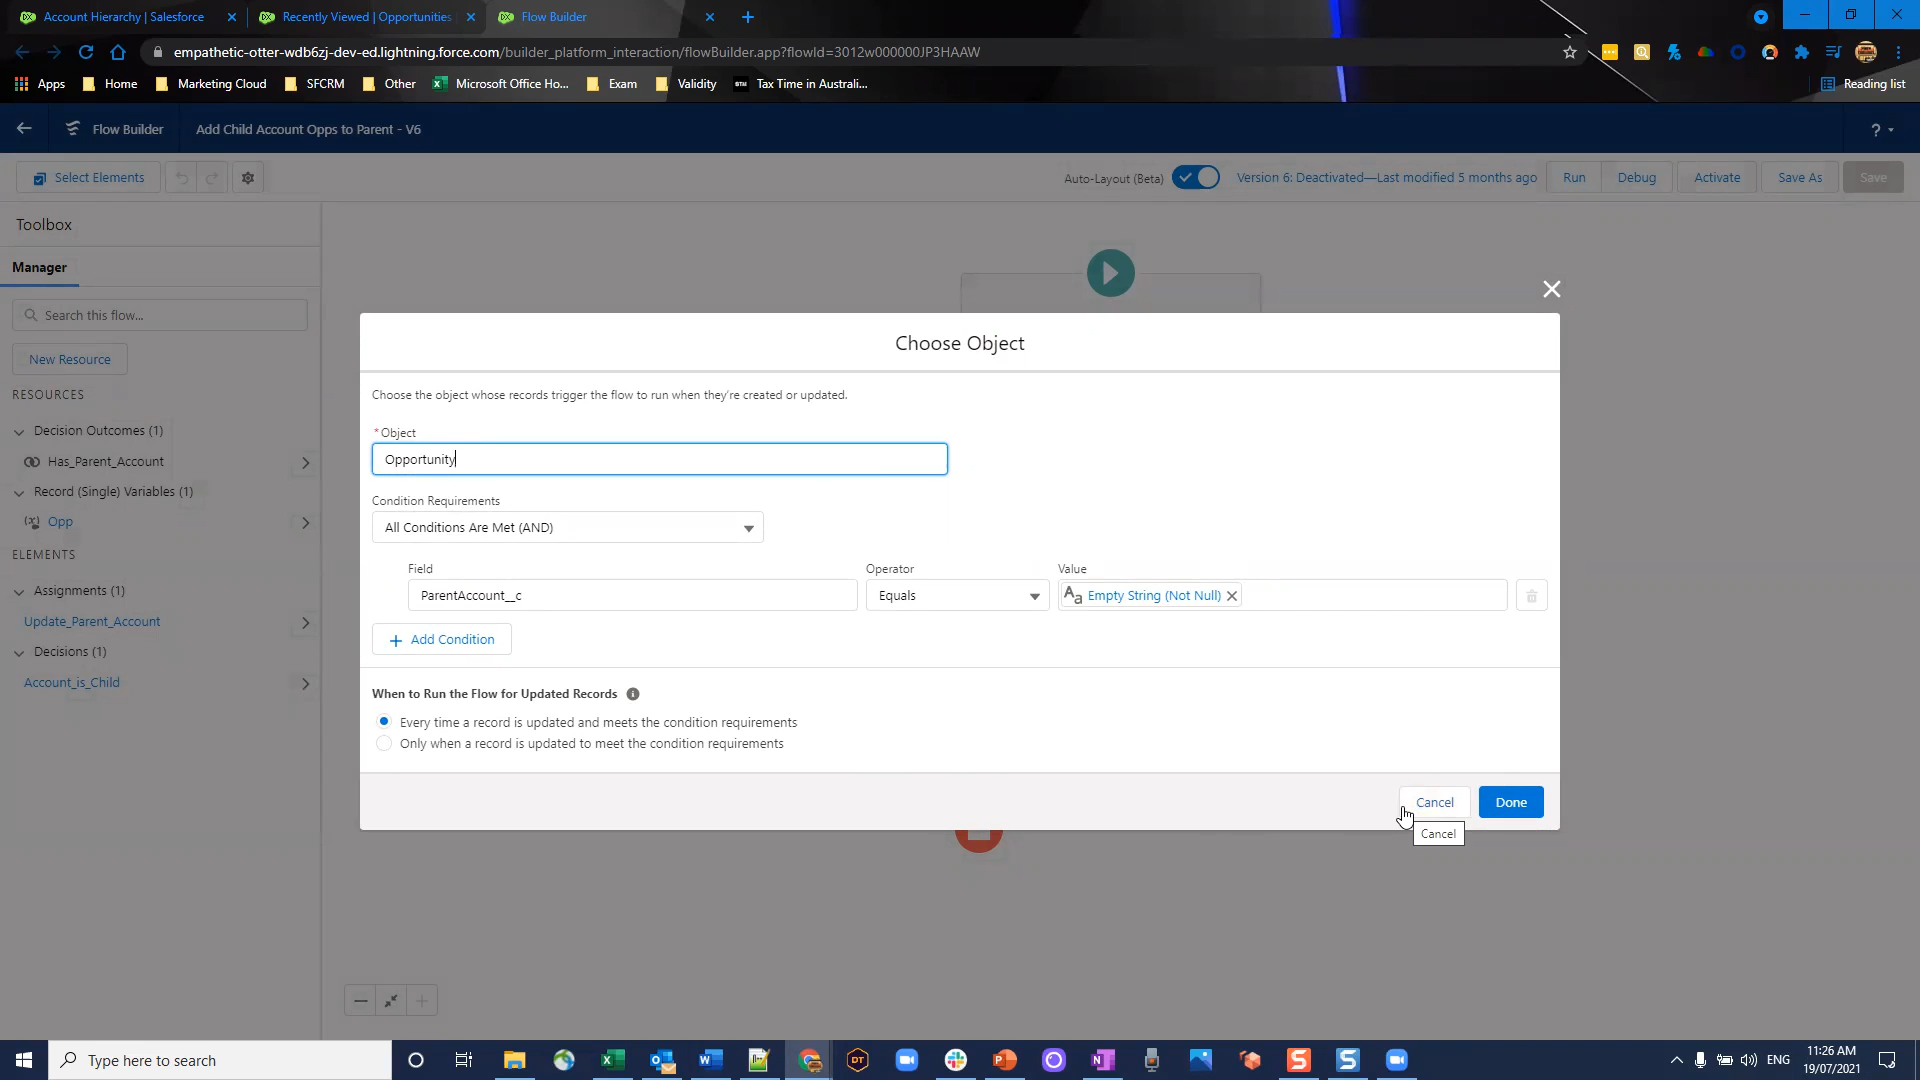 Account Hierarchy | Salesforce
Recently Viewed | Opportunities
Flow Builder
empathetic-otter-wdb6zj-dev-ed.lightning.force.com/builder_platform_interaction/flowBuilder.app?flowId=3012w000000JP3HAAW
Apps
Home
Marketing Cloud
SFCRM
Other
Microsoft Office Ho...
Exam
Validity
Tax Time in Australi...
Reading list
Flow Builder
Add Child Account Opps to Parent - V6
?
Select Elements
Auto-Layout (Beta)
Version 6: Deactivated—Last modified 5 months ago
Run
Debug
Activate
Save As
Save
Toolbox
Manager
Search this flow...
New Resource
RESOURCES
Decision Outcomes (1)
Has_Parent_Account
Record (Single) Variables (1)
Opp
ELEMENTS
Assignments (1)
Update_Parent_Account
Decisions (1)
Account_is_Child
Choose Object
Choose the object whose records trigger the flow to run when they're created or updated.
*Object
Opportunity
Condition Requirements
All Conditions Are Met (AND)
Field
Operator
Value
ParentAccount__c
Equals
Aa Empty String (Not Null)
Add Condition
When to Run the Flow for Updated Records
Every time a record is updated and meets the condition requirements
Only when a record is updated to meet the condition requirements
Cancel
Done
Cancel
Type here to search
DT
ENG
11:26 AM
19/07/2021